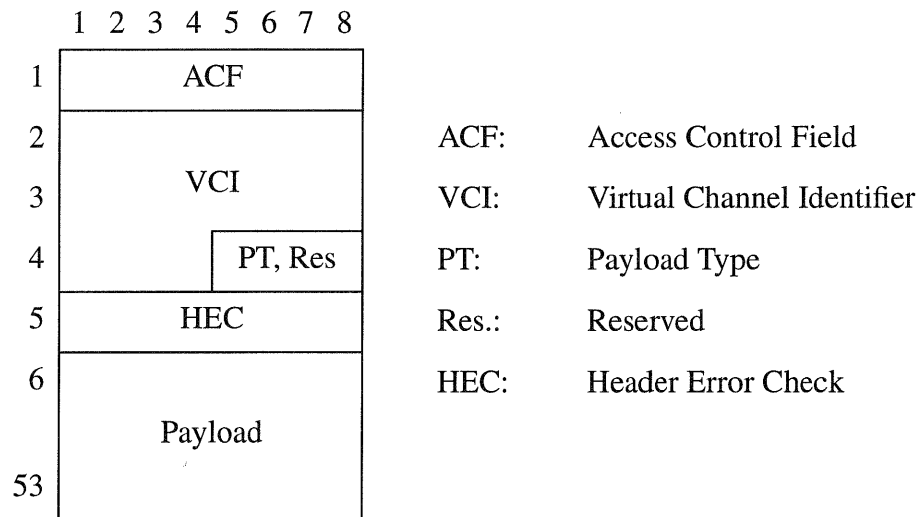 1 2 3 4 5 6 7 8
1 ACF
2
3 VCI
4 PT, Res
5 HEC
6
Payload
53
ACF: Access Control Field
VCI: Virtual Channel Identifier
PT: Payload Type
Res.: Reserved
HEC: Header Error Check